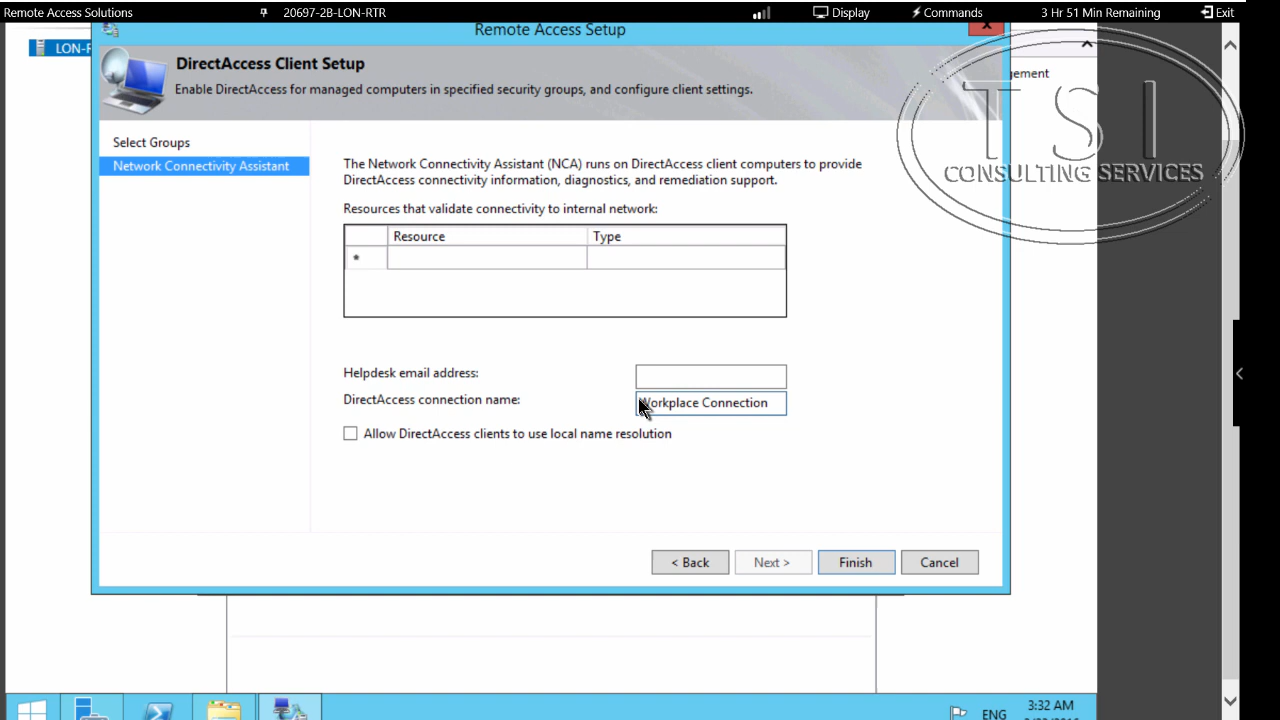 Remote Access Solutions
20697-2B-LON-RTR
Display
Commands
3 Hr 51 Min Remaining
Exit
Remote Access Setup
LON-R
DirectAccess Client Setup
Enable DirectAccess for managed computers in specified security groups, and configure client settings.
gement
TSI
CONSULTING SERVICES
Select Groups
Network Connectivity Assistant
The Network Connectivity Assistant (NCA) runs on DirectAccess client computers to provide
DirectAccess connectivity information, diagnostics, and remediation support.
Resources that validate connectivity to internal network:
Resource Type
*
Helpdesk email address:
DirectAccess connection name: Workplace Connection
Allow DirectAccess clients to use local name resolution
< Back Next > Finish Cancel
ENG
3:32 AM